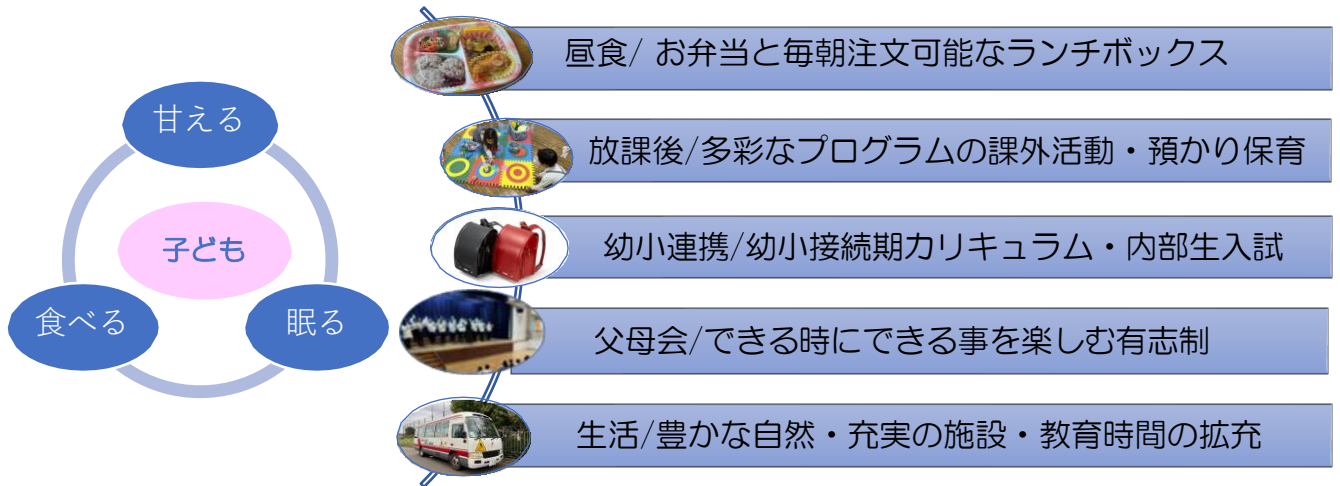 甘える
子ども
食べる
眠る
昼食/ お弁当と毎朝注文可能なランチボックス
放課後/多彩なプログラムの課外活動・預かり保育
幼小連携/幼小接続期カリキュラム・内部生入試
父母会/できる時にできる事を楽しむ有志制
生活/豊かな自然・充実の施設・教育時間の拡充